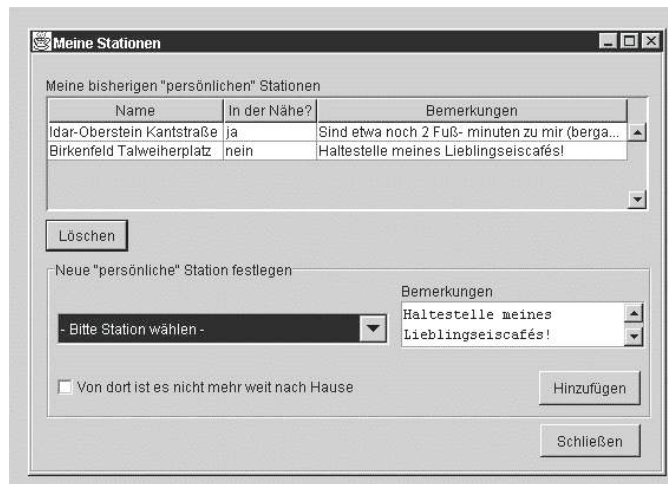 Meine Stationen
Meine bisherigen "persönlichen" Stationen
Name In der Nähe? Bemerkungen
Idar-Oberstein Kantstraße ja Sind etwa noch 2 Fuß- minuten zu mir (berga...
Birkenfeld Talweiherplatz nein Haltestelle meines Lieblingseiscafés!
Löschen
Neue "persönliche" Station festlegen
Bemerkungen
- Bitte Station wählen -
Haltestelle meines
Lieblingseiscafés!
Von dort ist es nicht mehr weit nach Hause
Hinzufügen
Schließen